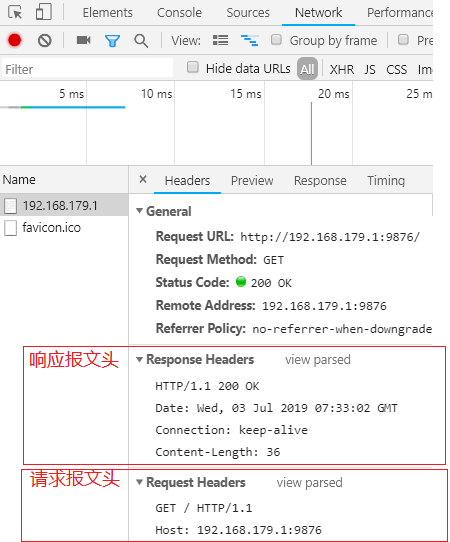 Elements Console Sources Network Performance
View: Group by frame Pre
Filter Hide data URLs All XHR JS CSS Im
5 ms 10 ms 15 ms 20 ms 25 ms
Name × Headers Preview Response Timing
192.168.179.1
favicon.ico
General
Request URL: http://192.168.179.1:9876/
Request Method: GET
Status Code: 200 OK
Remote Address: 192.168.179.1:9876
Referrer Policy: no-referrer-when-downgrade
响应报文头 Response Headers view parsed
HTTP/1.1 200 OK
Date: Wed, 03 Jul 2019 07:33:02 GMT
Connection: keep-alive
Content-Length: 36
请求报文头 Request Headers view parsed
GET / HTTP/1.1
Host: 192.168.179.1:9876